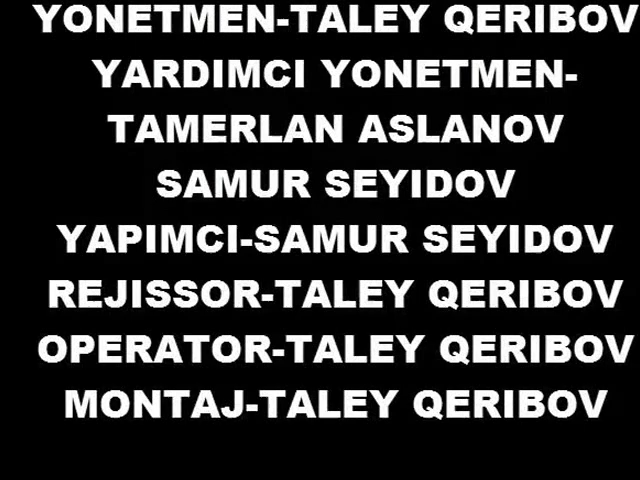 YONETMEN-TALEY QERIBOV
YARDIMCI YONETMEN-
TAMERLAN ASLANOV
SAMUR SEYIDOV
YAPIMCI-SAMUR SEYIDOV
REJISSOR-TALEY QERIBOV
OPERATOR-TALEY QERIBOV
MONTAJ-TALEY QERIBOV